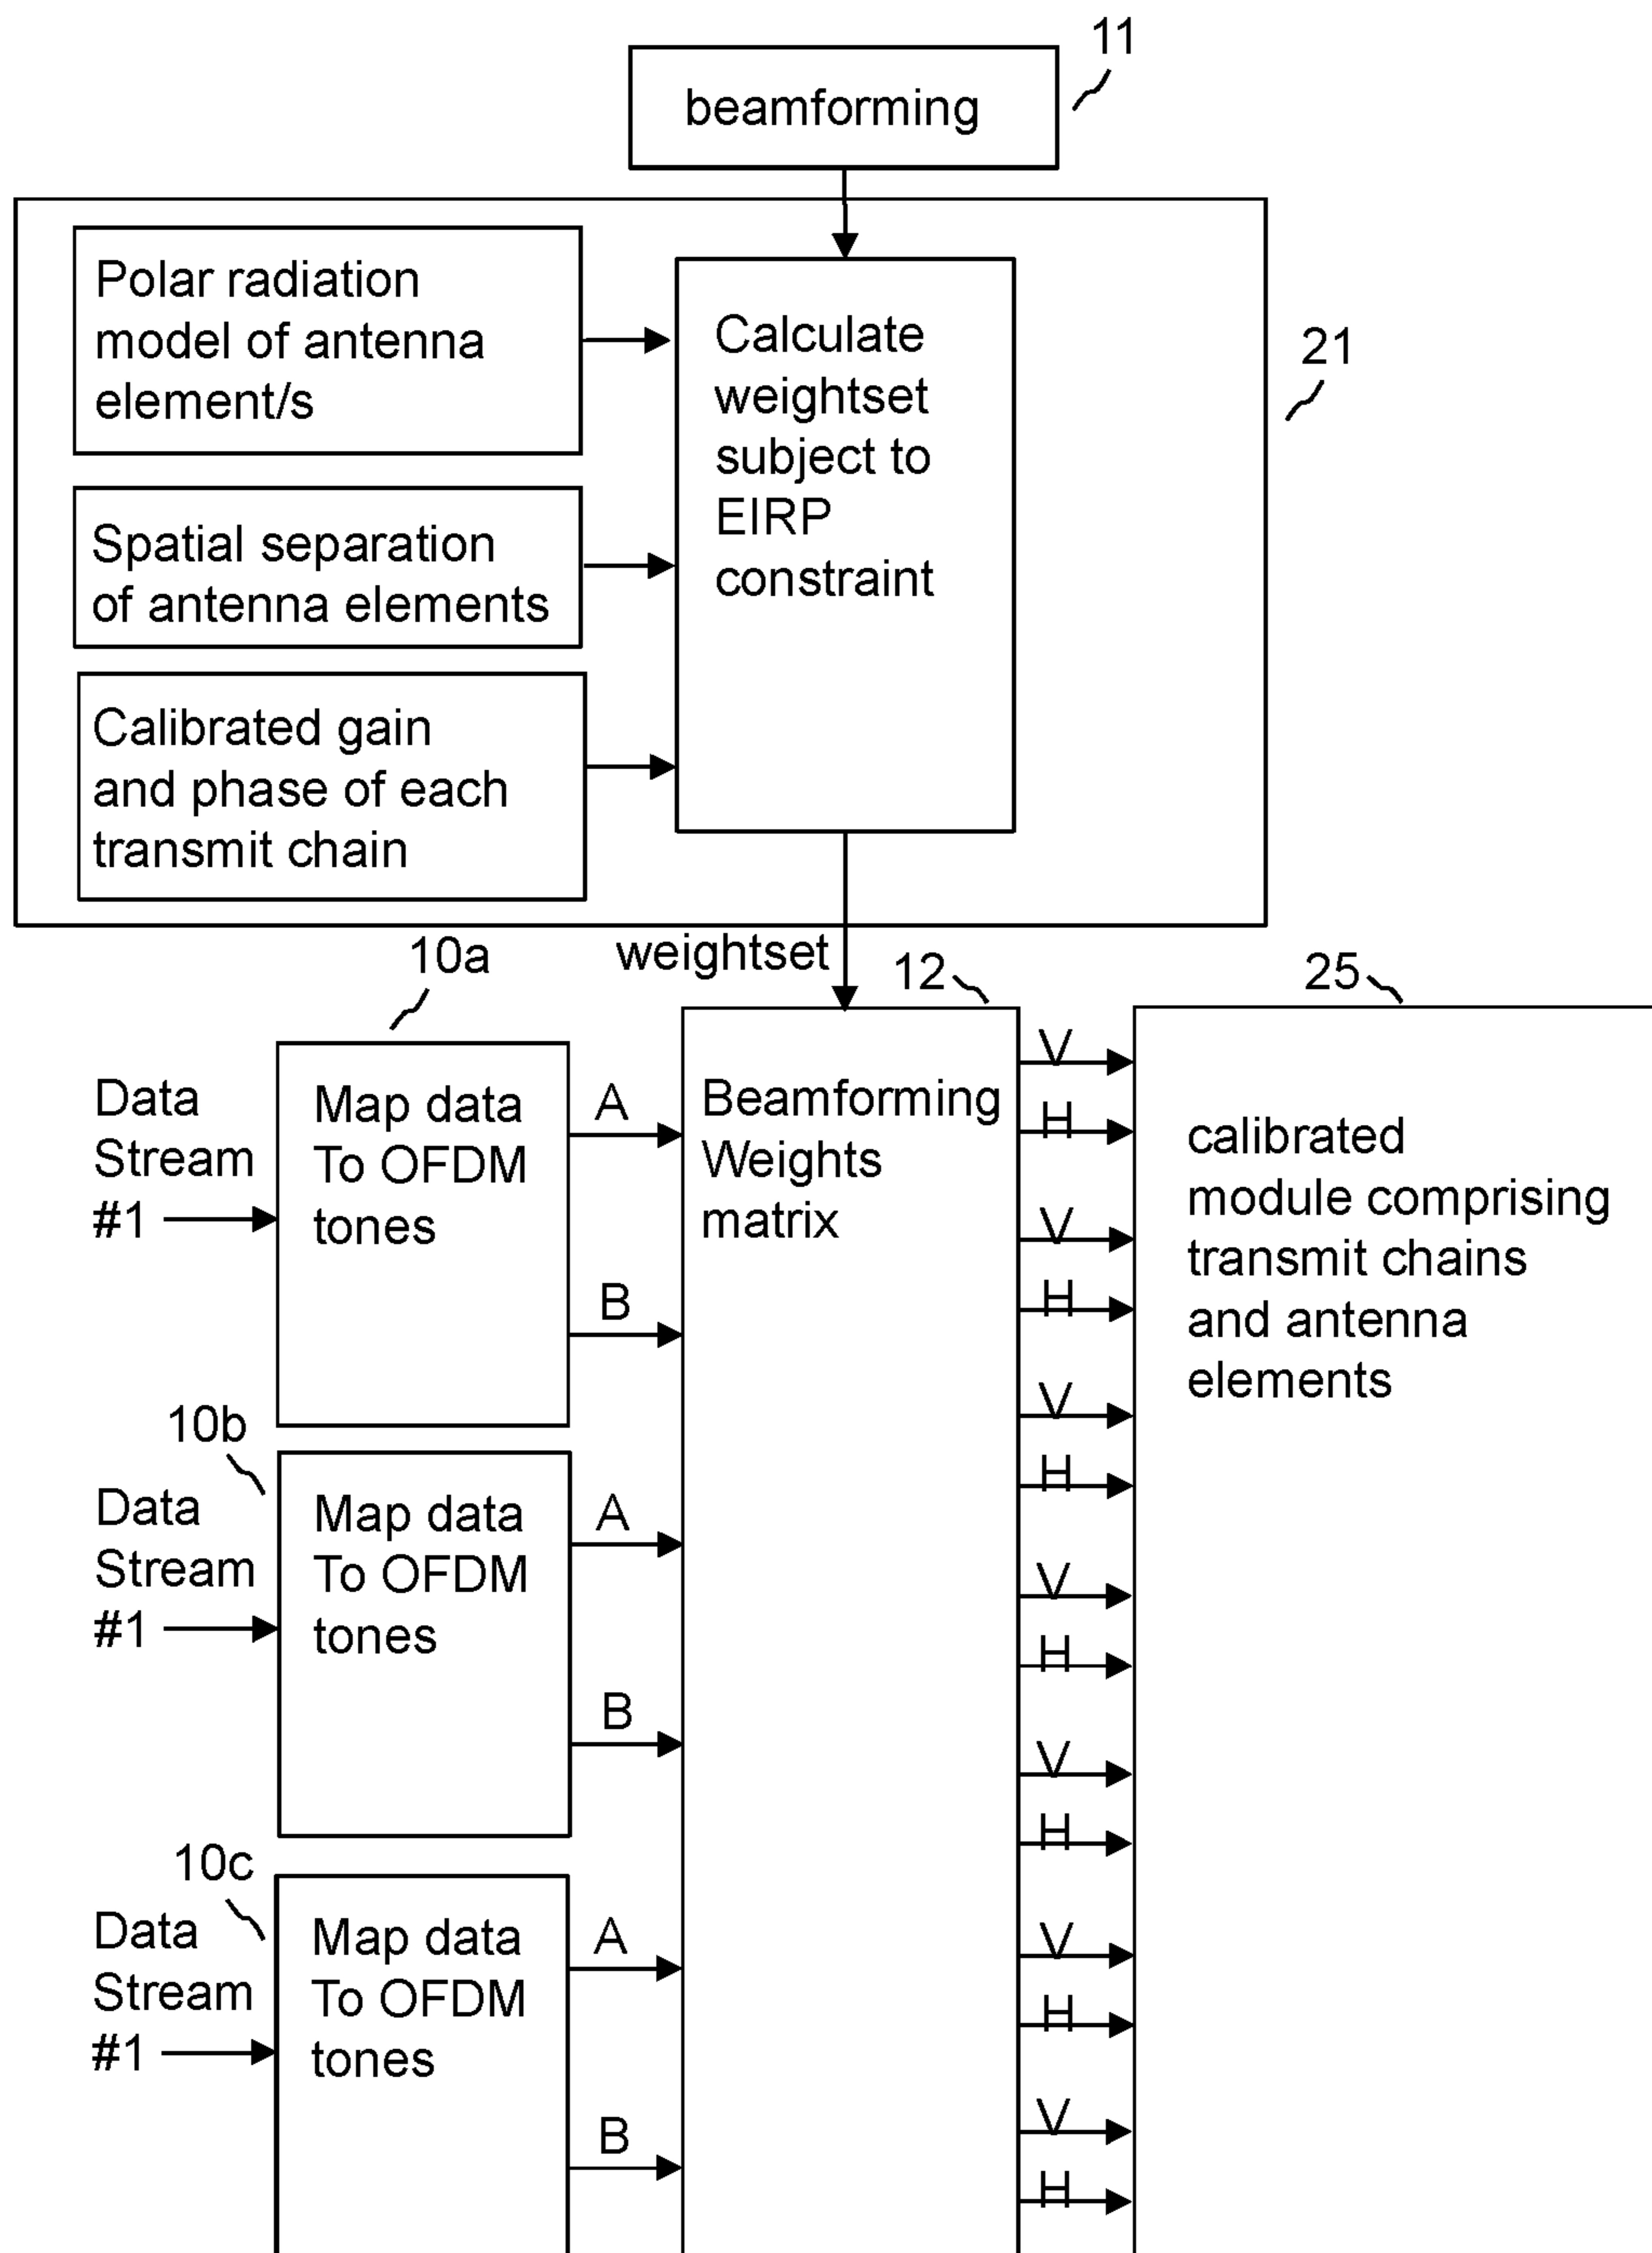 11
beamforming
Polar radiation
model of antenna
element/s
Spatial separation
of antenna elements
Calibrated gain
and phase of each
transmit chain
Calculate
weightset
subject to
EIRP
constraint
21
weightset
10a
Data
Stream
#1
Map data
To OFDM
tones
A
B
10b
Data
Stream
#1
Map data
To OFDM
tones
A
B
10c
Data
Stream
#1
Map data
To OFDM
tones
A
B
12
Beamforming
Weights
matrix
V
H
V
H
V
H
V
H
V
H
V
H
V
H
25
calibrated
module comprising
transmit chains
and antenna
elements